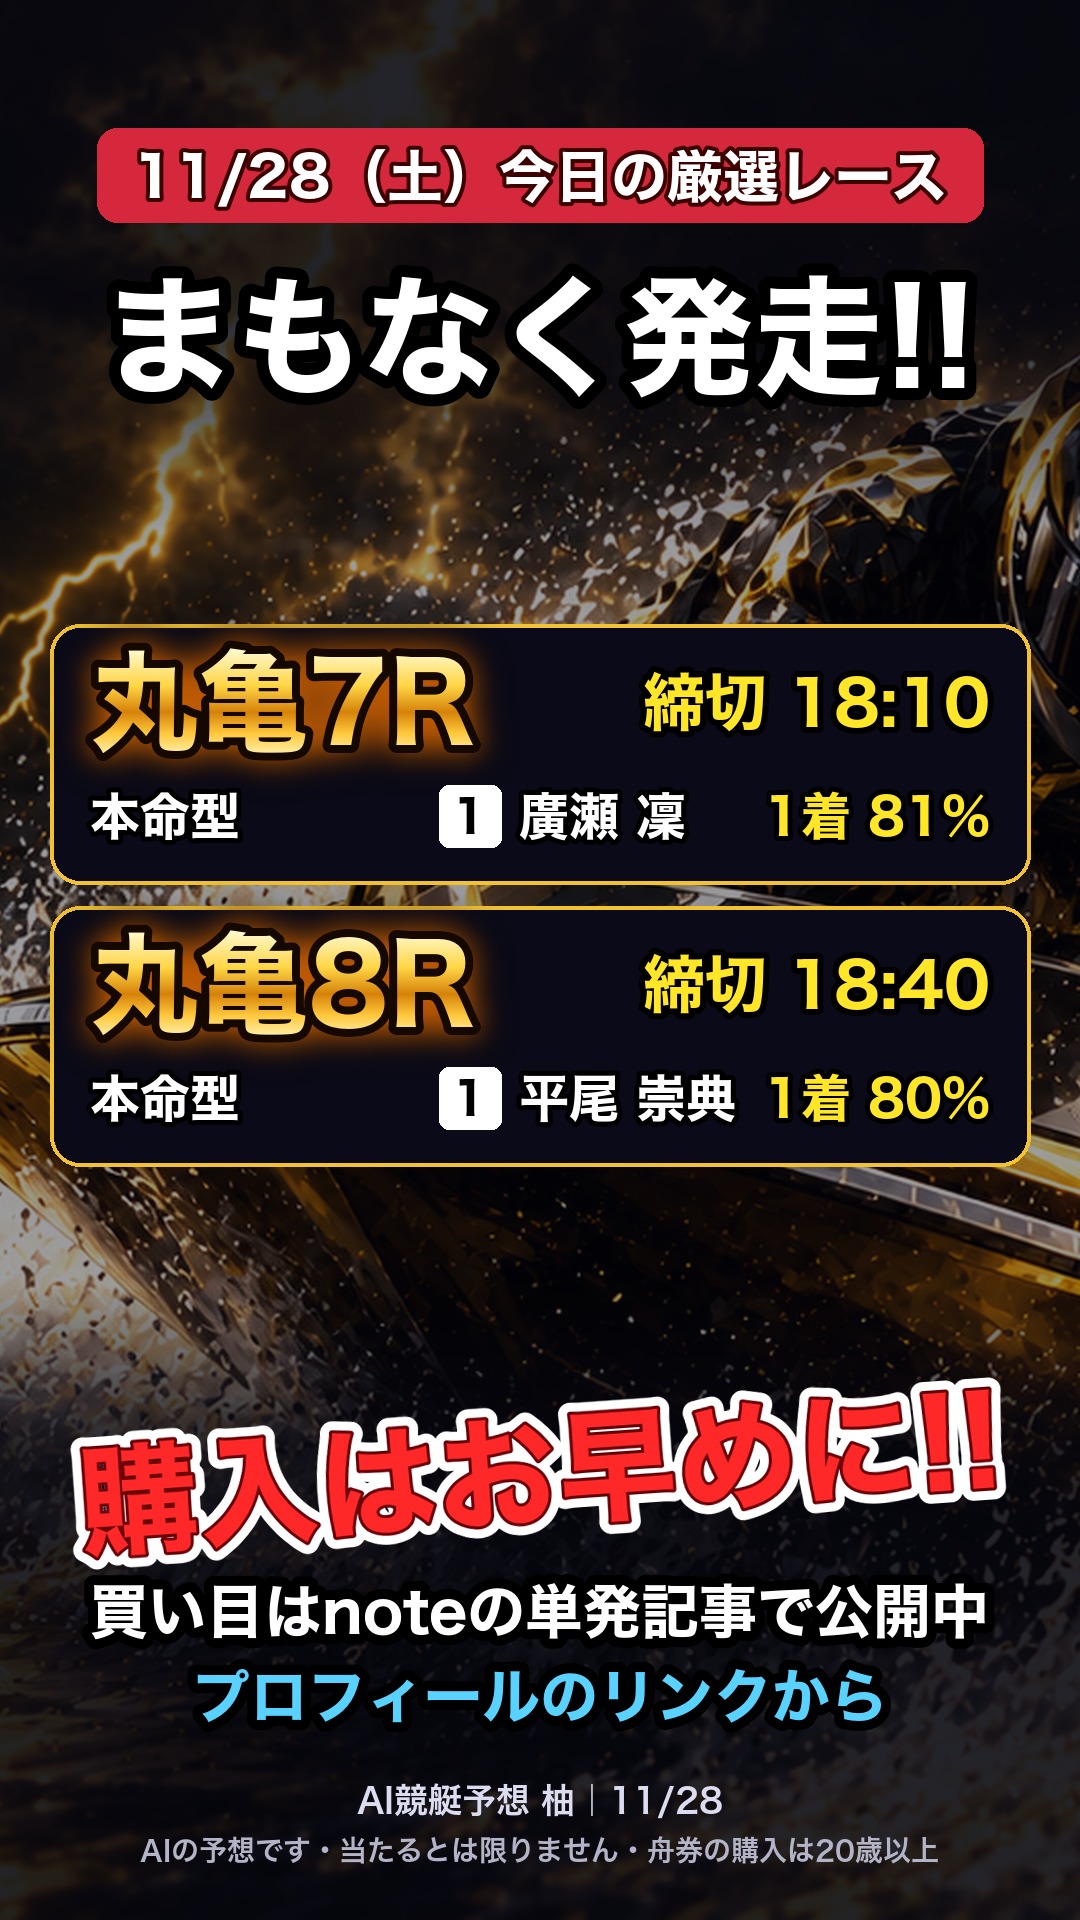 11/28（土）今日の厳選レース
まもなく発走!!
丸亀7R 締切 18:10
本命型 1 廣瀬 凜 1着 81%
丸亀8R 締切 18:40
本命型 1 平尾 崇典 1着 80%
購入はお早めに!!
買い目はnoteの単発記事で公開中
プロフィールのリンクから
AI競艇予想 柚｜11/28
AIの予想です・当たるとは限りません・舟券の購入は20歳以上